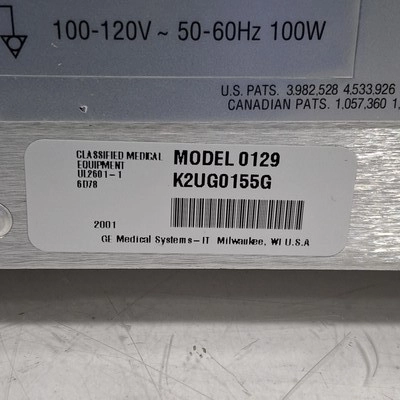 100-120V ~ 50-60Hz 100W
U.S. PATS. 3,982,528 4,533,926
CANADIAN PATS. 1,057,360 1,
CLASSIFIED MEDICAL
EQUIPMENT
UL2601-1
6D78
MODEL 0129
K2UG0155G
2001
GE Medical Systems-IT Milwaukee, WI U.S.A